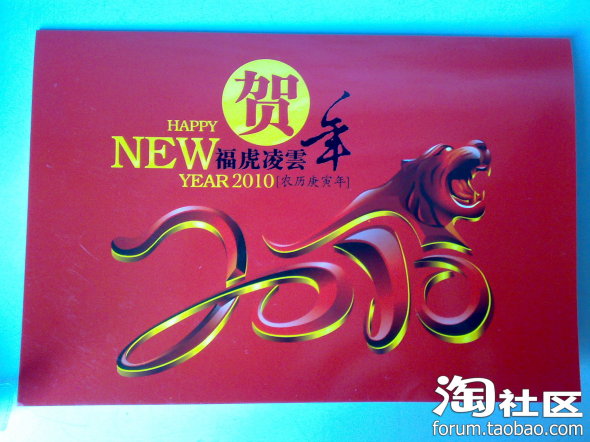 贺年
HAPPY
NEW 福虎凌雲
YEAR 2010 [农历庚寅年]
2010
淘社区
forum.taobao.com